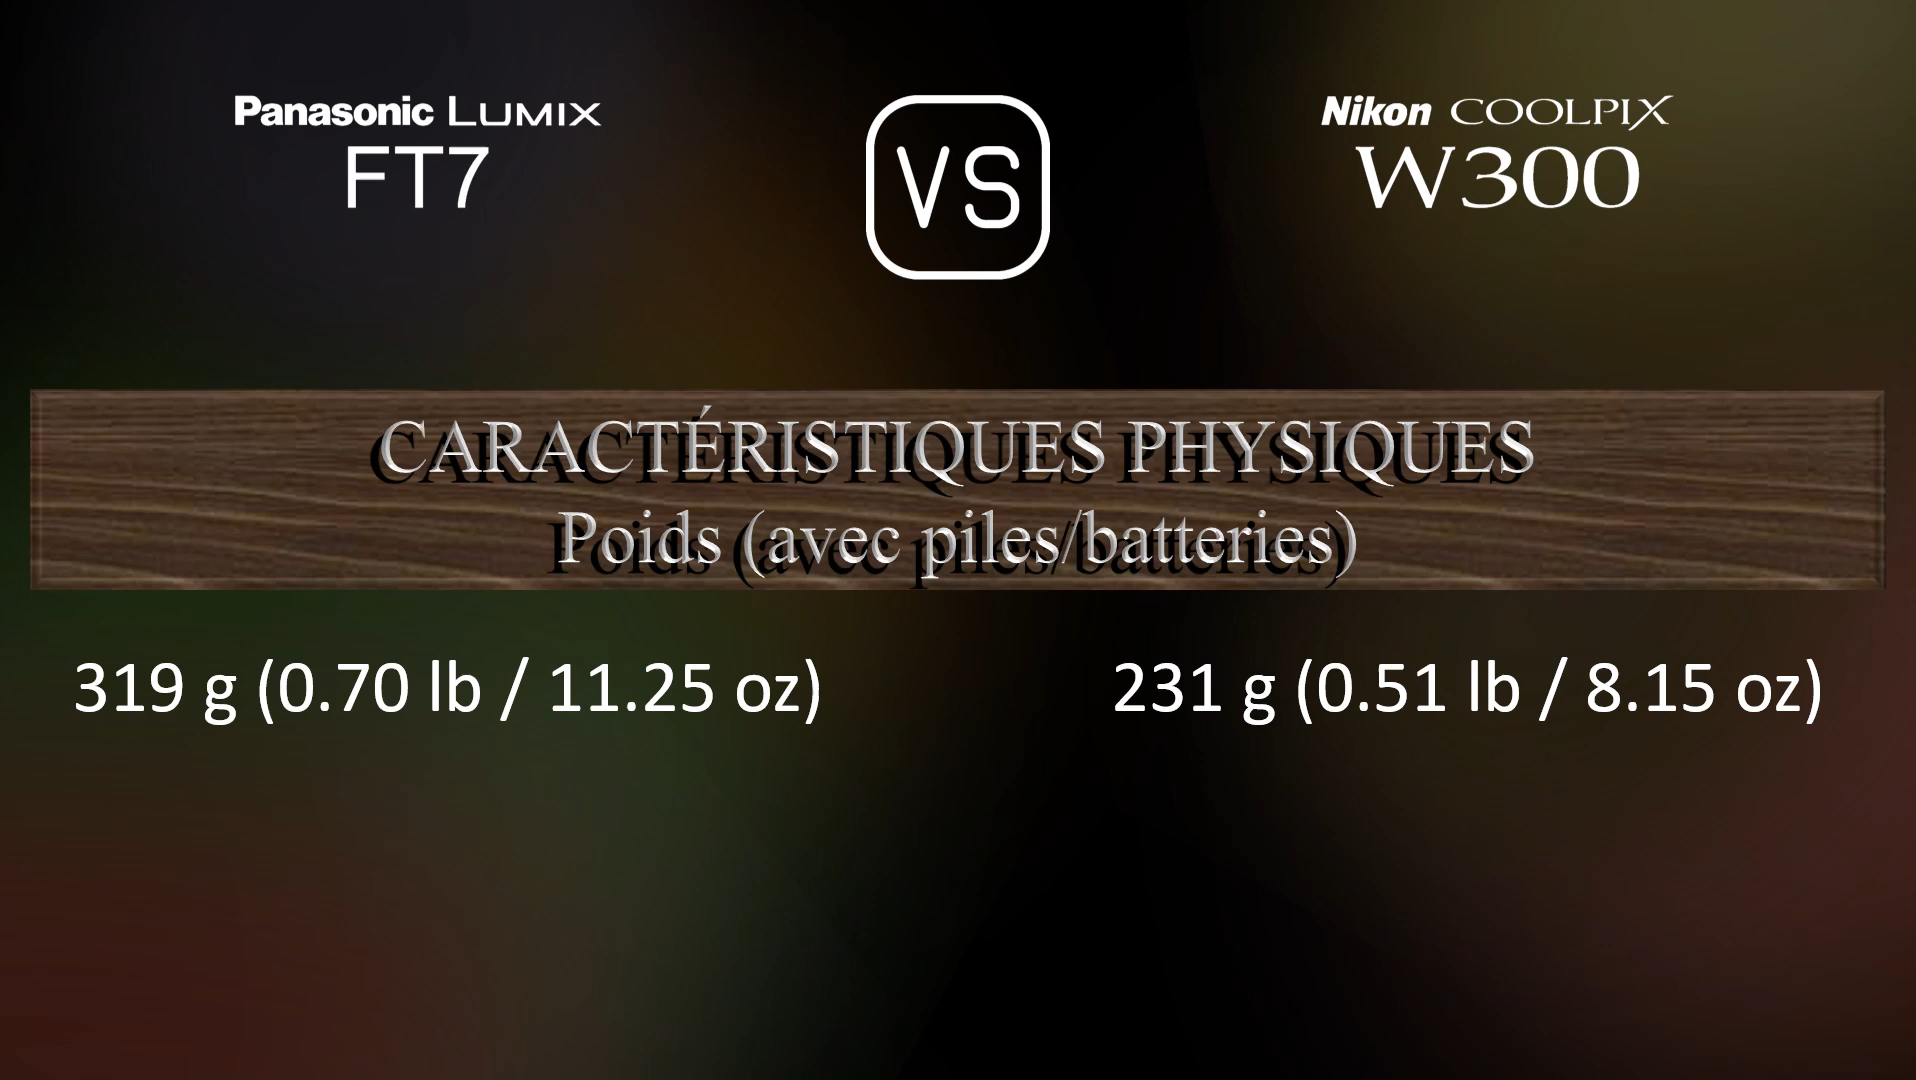 Panasonic LUMIX
FT7
VS
Nikon COOLPIX
W300
CARACTÉRISTIQUES PHYSIQUES
Poids (avec piles/batteries)
319 g (0.70 lb / 11.25 oz)
231 g (0.51 lb / 8.15 oz)